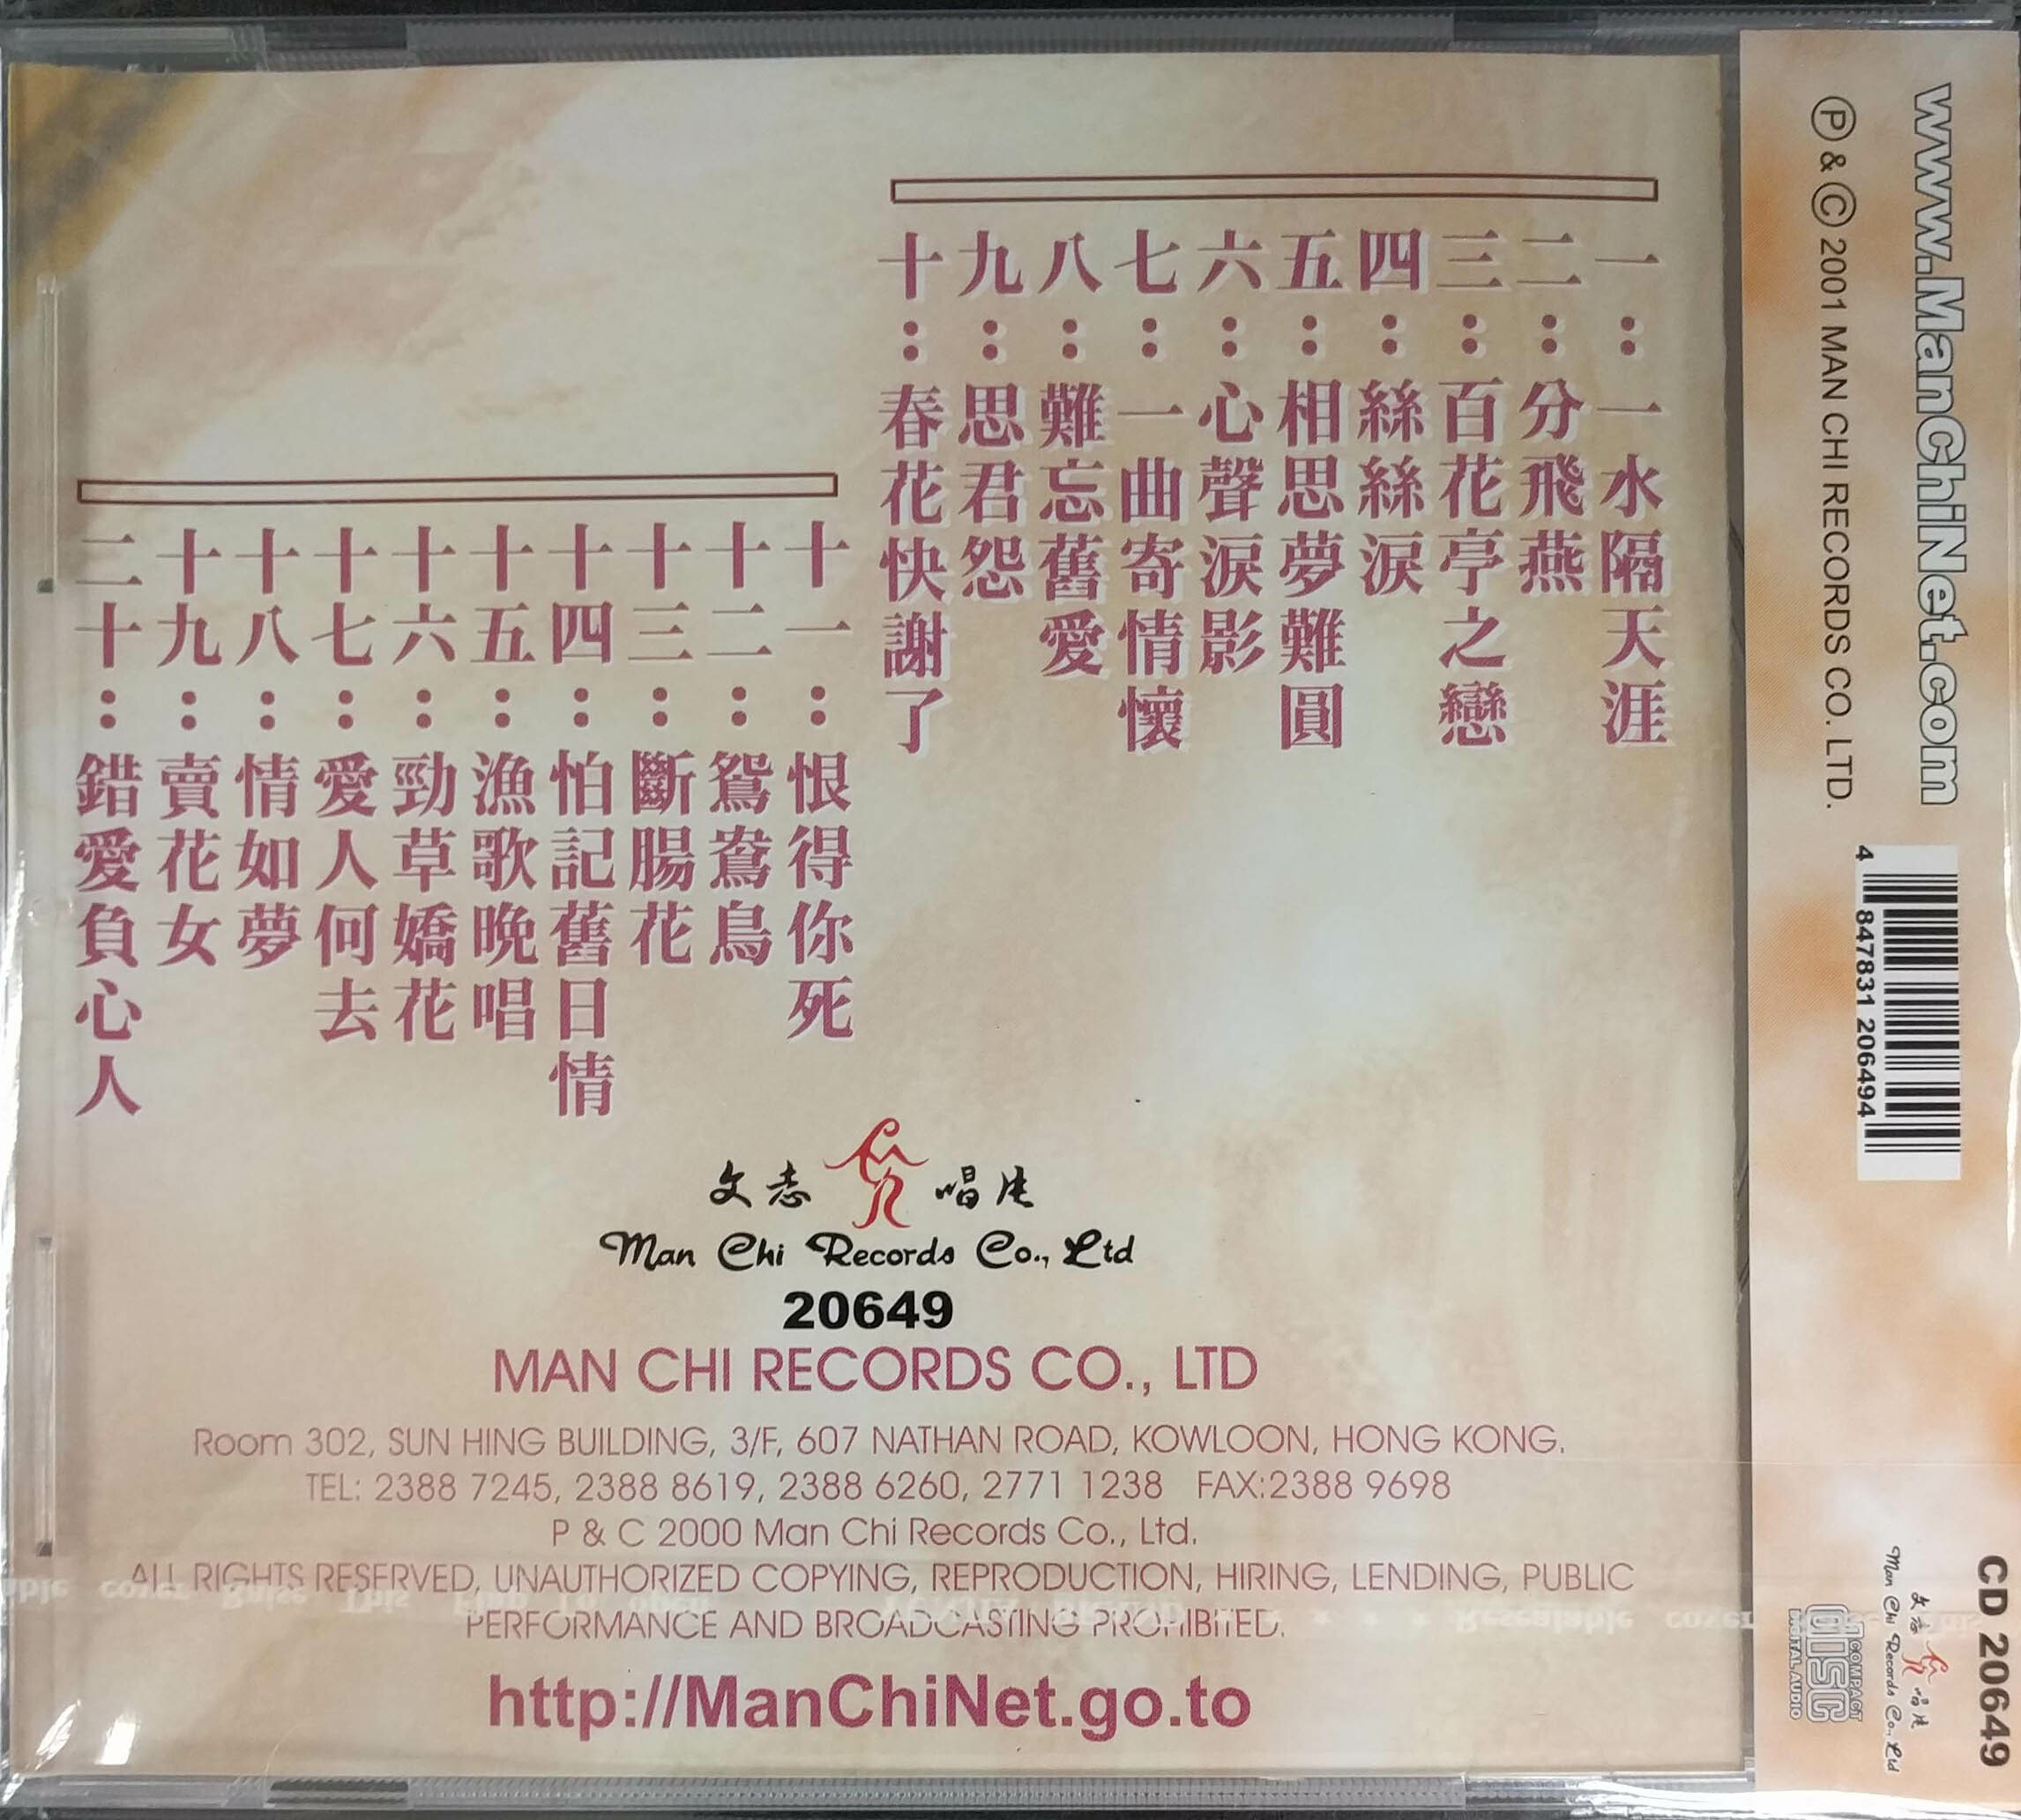 一：一水隔天涯
二：分飛燕
三：百花亭之戀
四：絲絲淚
五：相思夢難圓
六：心聲淚影
七：一曲寄情懷
八：難忘舊愛
九：思君怨
十：春花快謝了
十一：恨得你死
十二：鴛鴦鳥
十三：斷腸花
十四：怕記舊日情
十五：漁歌晚唱
十六：勁草嬌花
十七：愛人何去
十八：情如夢
十九：賣花女
二十：錯愛負心人
文志唱片
Man Chi Records Co., Ltd
20649
MAN CHI RECORDS CO., LTD
Room 302, SUN HING BUILDING, 3/F, 607 NATHAN ROAD, KOWLOON, HONG KONG.
TEL: 2388 7245, 2388 8619, 2388 6260, 2771 1238 FAX:2388 9698
P & C 2000 Man Chi Records Co., Ltd.
ALL RIGHTS RESERVED, UNAUTHORIZED COPYING, REPRODUCTION, HIRING, LENDING, PUBLIC
PERFORMANCE AND BROADCASTING PROHIBITED.
http://ManChiNet.go.to
www.ManChiNet.com
Ⓟ & Ⓒ 2001 MAN CHI RECORDS CO. LTD.
4 847831 206494
CD 20649
文志唱片
Man Chi Records Co., Ltd
COMPACT
disc
DIGITAL AUDIO
Resealable cover Raise This Flap To open